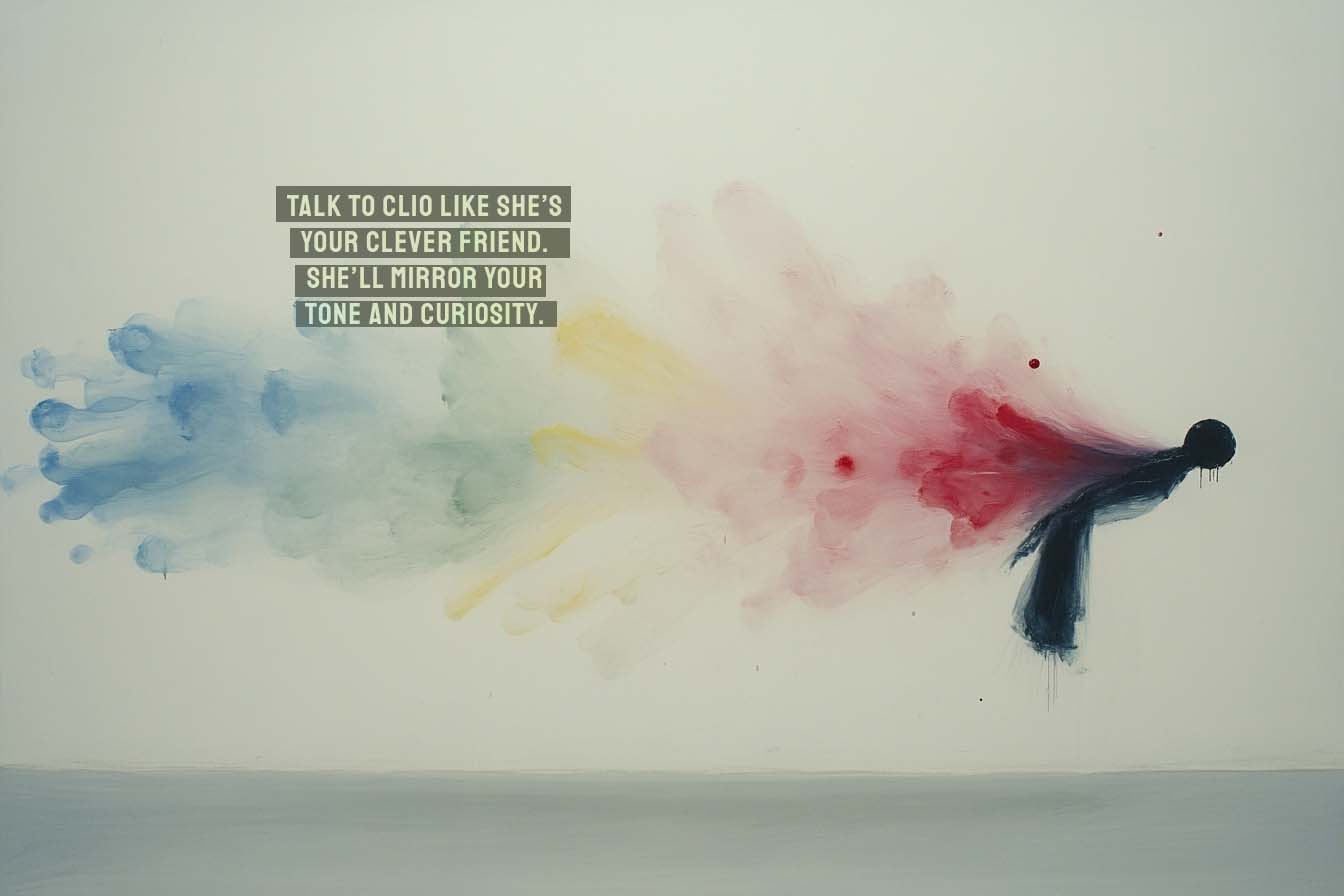 TALK TO CLIO LIKE SHE’S
YOUR CLEVER FRIEND.
SHE’LL MIRROR YOUR
TONE AND CURIOSITY.